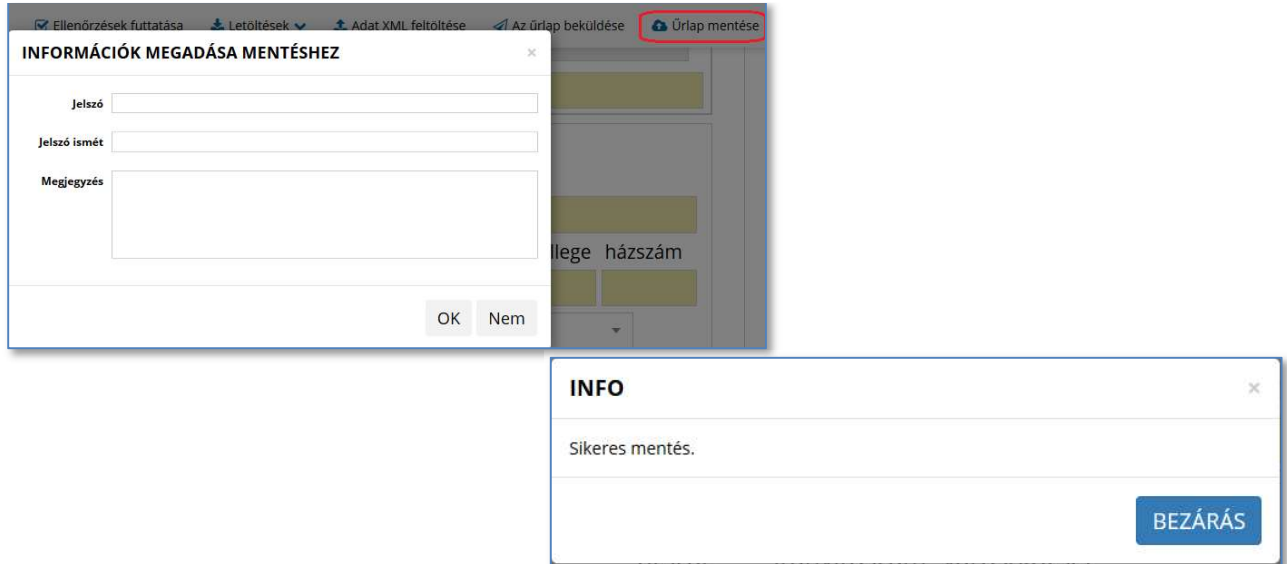 Ellenőrzések futtatása Letöltések Adat XML feltöltése Az űrlap beküldése Űrlap mentése
INFORMÁCIÓK MEGADÁSA MENTÉSHEZ ×
Jelszó
Jelszó ismét
Megjegyzés
llege házszám
OK Nem
INFO ×
Sikeres mentés.
BEZÁRÁS